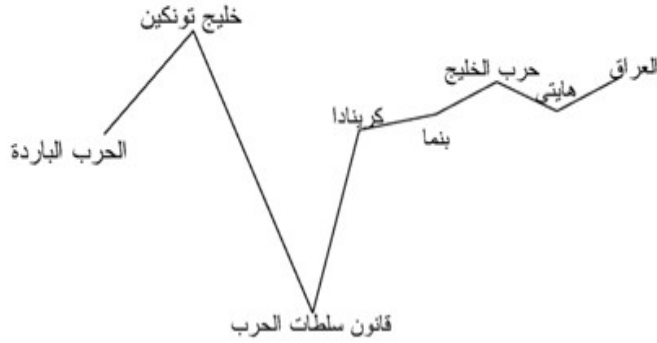 خليج تونكين
الحرب الباردة
قانون سلطات الحرب
كرينادا
بنما
حرب الخليج
هايتي
العراق